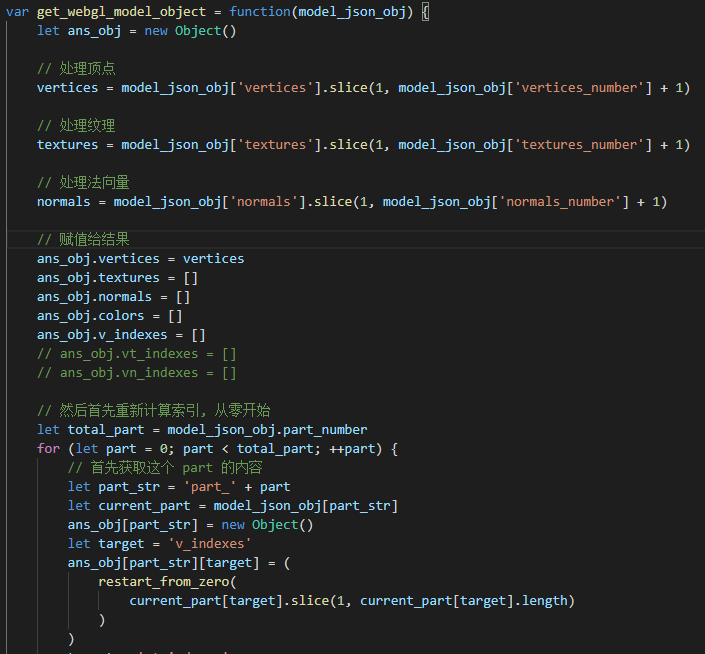 var get_webgl_model_object = function(model_json_obj) {
let ans_obj = new Object()
// 处理顶点
vertices = model_json_obj['vertices'].slice(1, model_json_obj['vertices_number'] + 1)
// 处理纹理
textures = model_json_obj['textures'].slice(1, model_json_obj['textures_number'] + 1)
// 处理法向量
normals = model_json_obj['normals'].slice(1, model_json_obj['normals_number'] + 1)
// 赋值给结果
ans_obj.vertices = vertices
ans_obj.textures = []
ans_obj.normals = []
ans_obj.colors = []
ans_obj.v_indexes = []
// ans_obj.vt_indexes = []
// ans_obj.vn_indexes = []
// 然后首先重新计算索引, 从零开始
let total_part = model_json_obj.part_number
for (let part = 0; part < total_part; ++part) {
// 首先获取这个 part 的内容
let part_str = 'part_' + part
let current_part = model_json_obj[part_str]
ans_obj[part_str] = new Object()
let target = 'v_indexes'
ans_obj[part_str][target] = (
restart_from_zero(
current_part[target].slice(1, current_part[target].length)
)
)